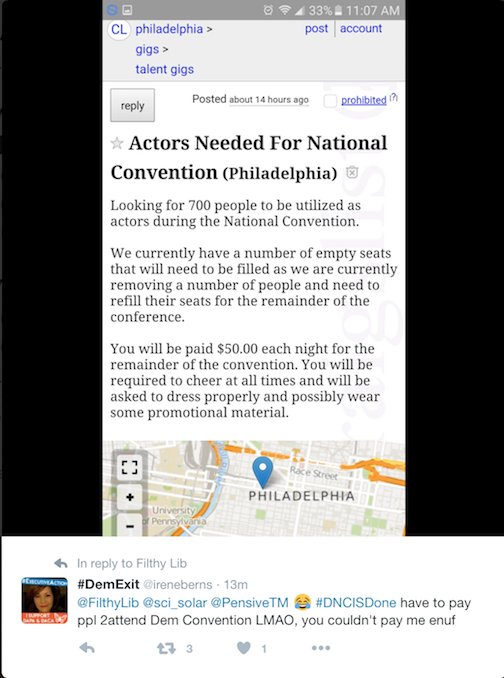 33% 11:07 AM
CL philadelphia > post account
gigs >
talent gigs
reply Posted about 14 hours ago prohibited [?]
Actors Needed For National
Convention (Philadelphia)
Looking for 700 people to be utilized as
actors during the National Convention.
We currently have a number of empty seats
that will need to be filled as we are currently
removing a number of people and need to
refill their seats for the remainder of the
conference.
You will be paid $50.00 each night for the
remainder of the convention. You will be
required to cheer at all times and will be
asked to dress properly and possibly wear
some promotional material.
+
Race Street
PHILADELPHIA
University
of Pennsylvania
−
In reply to Filthy Lib
#DemExit @ireneberns · 13m
@FilthyLib @sci_solar @PensiveTM 😂 #DNCISDone have to pay
ppl 2attend Dem Convention LMAO, you couldn't pay me enuf
3 1